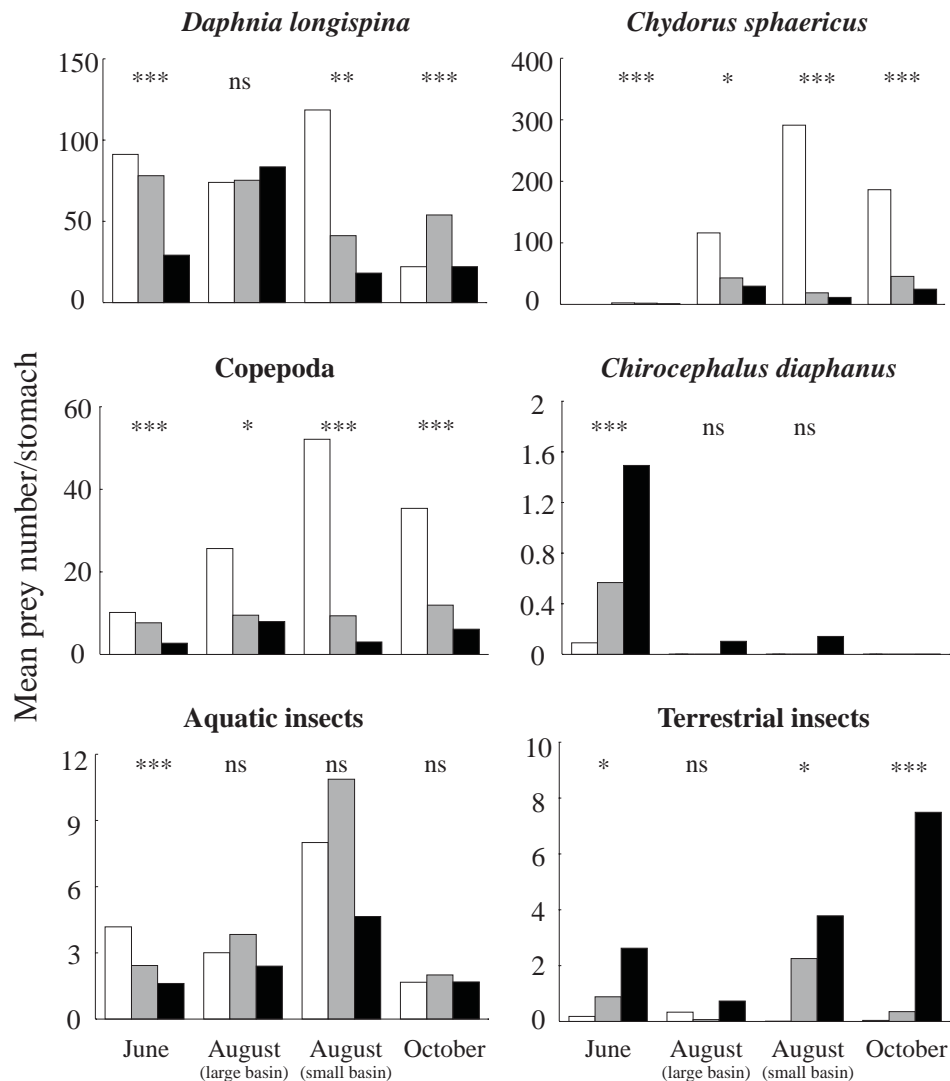 Mean prey number/stomach
Daphnia longispina
150
100
50
0
*** ns ** ***
Chydorus sphaericus
400
300
200
100
0
*** * *** ***
Copepoda
60
40
20
0
*** * *** ***
Chirocephalus diaphanus
2
1.6
1.2
0.8
0.4
0
*** ns ns
Aquatic insects
12
9
6
3
0
*** ns ns ns
June August August October
(large basin) (small basin)
Terrestrial insects
10
8
6
4
2
0
* ns * ***
June August August October
(large basin) (small basin)